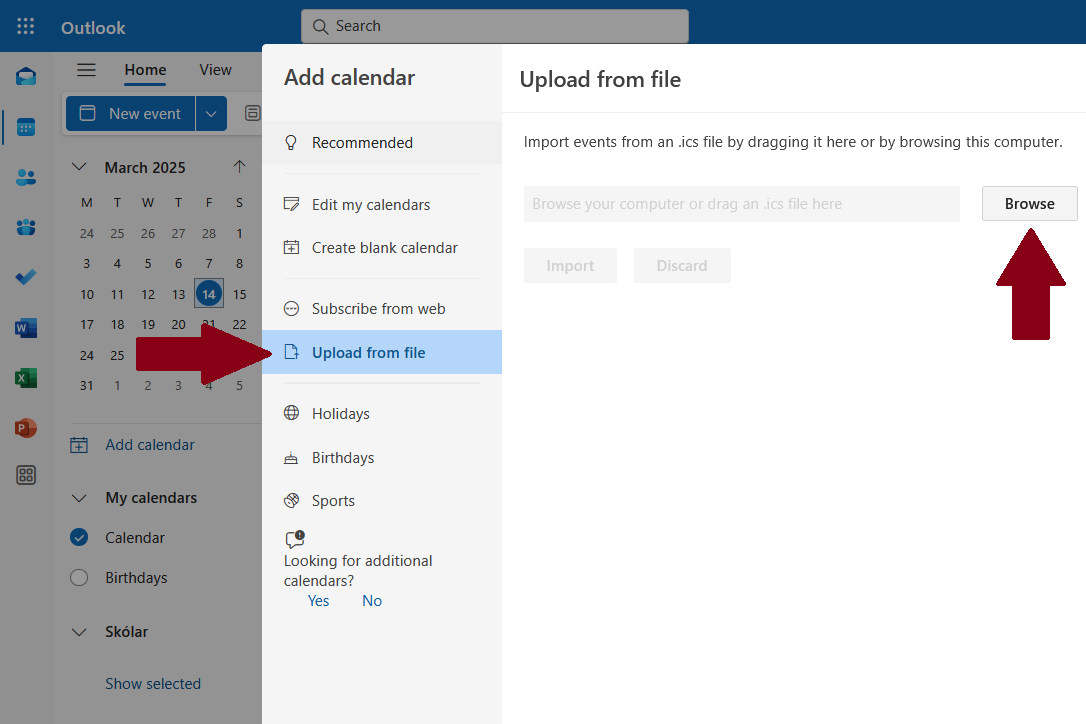 Outlook
Search
Home View
New event
March 2025
M T W T F S
24 25 26 27 28 1
3 4 5 6 7 8
10 11 12 13 14 15
17 18 19 20 21 22
24 25
31 1 2 3 4 5
Add calendar
My calendars
Calendar
Birthdays
Skólar
Show selected
Add calendar
Recommended
Edit my calendars
Create blank calendar
Subscribe from web
Upload from file
Holidays
Birthdays
Sports
Looking for additional
calendars?
Yes No
Upload from file
Import events from an .ics file by dragging it here or by browsing this computer.
Browse your computer or drag an .ics file here
Browse
Import Discard